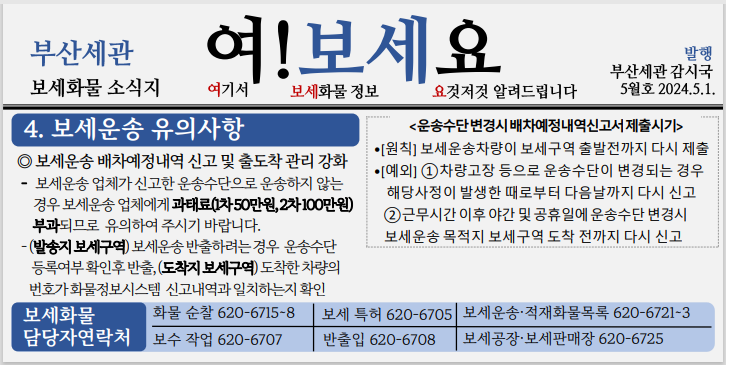 부산세관
보세화물 소식지
여!보세요
여기서 보세화물 정보 요것저것 알려드립니다
발행
부산세관 감시국
5월호 2024.5.1.
4. 보세운송 유의사항
◎ 보세운송 배차예정내역 신고 및 출도착 관리 강화
- 보세운송 업체가 신고한 운송수단으로 운송하지 않는
경우 보세운송 업체에게 과태료(1차 50만원, 2차 100만원)
부과되므로 유의하여 주시기 바랍니다.
- (발송지 보세구역) 보세운송 반출하려는 경우 운송수단
등록여부 확인후 반출, (도착지 보세구역) 도착한 차량의
번호가 화물정보시스템 신고내역과 일치하는지 확인
<운송수단 변경시 배차예정내역신고서 제출시기>
•[원칙] 보세운송차량이 보세구역 출발전까지 다시 제출
•[예외] ①차량고장 등으로 운송수단이 변경되는 경우
해당사정이 발생한 때로부터 다음날까지 다시 신고
②근무시간 이후 야간 및 공휴일에 운송수단 변경시
보세운송 목적지 보세구역 도착 전까지 다시 신고
보세화물
담당자연락처
화물 순찰 620-6715~8
보세 특허 620-6705
보세운송·적재화물목록 620-6721~3
보수 작업 620-6707
반출입 620-6708
보세공장·보세판매장 620-6725